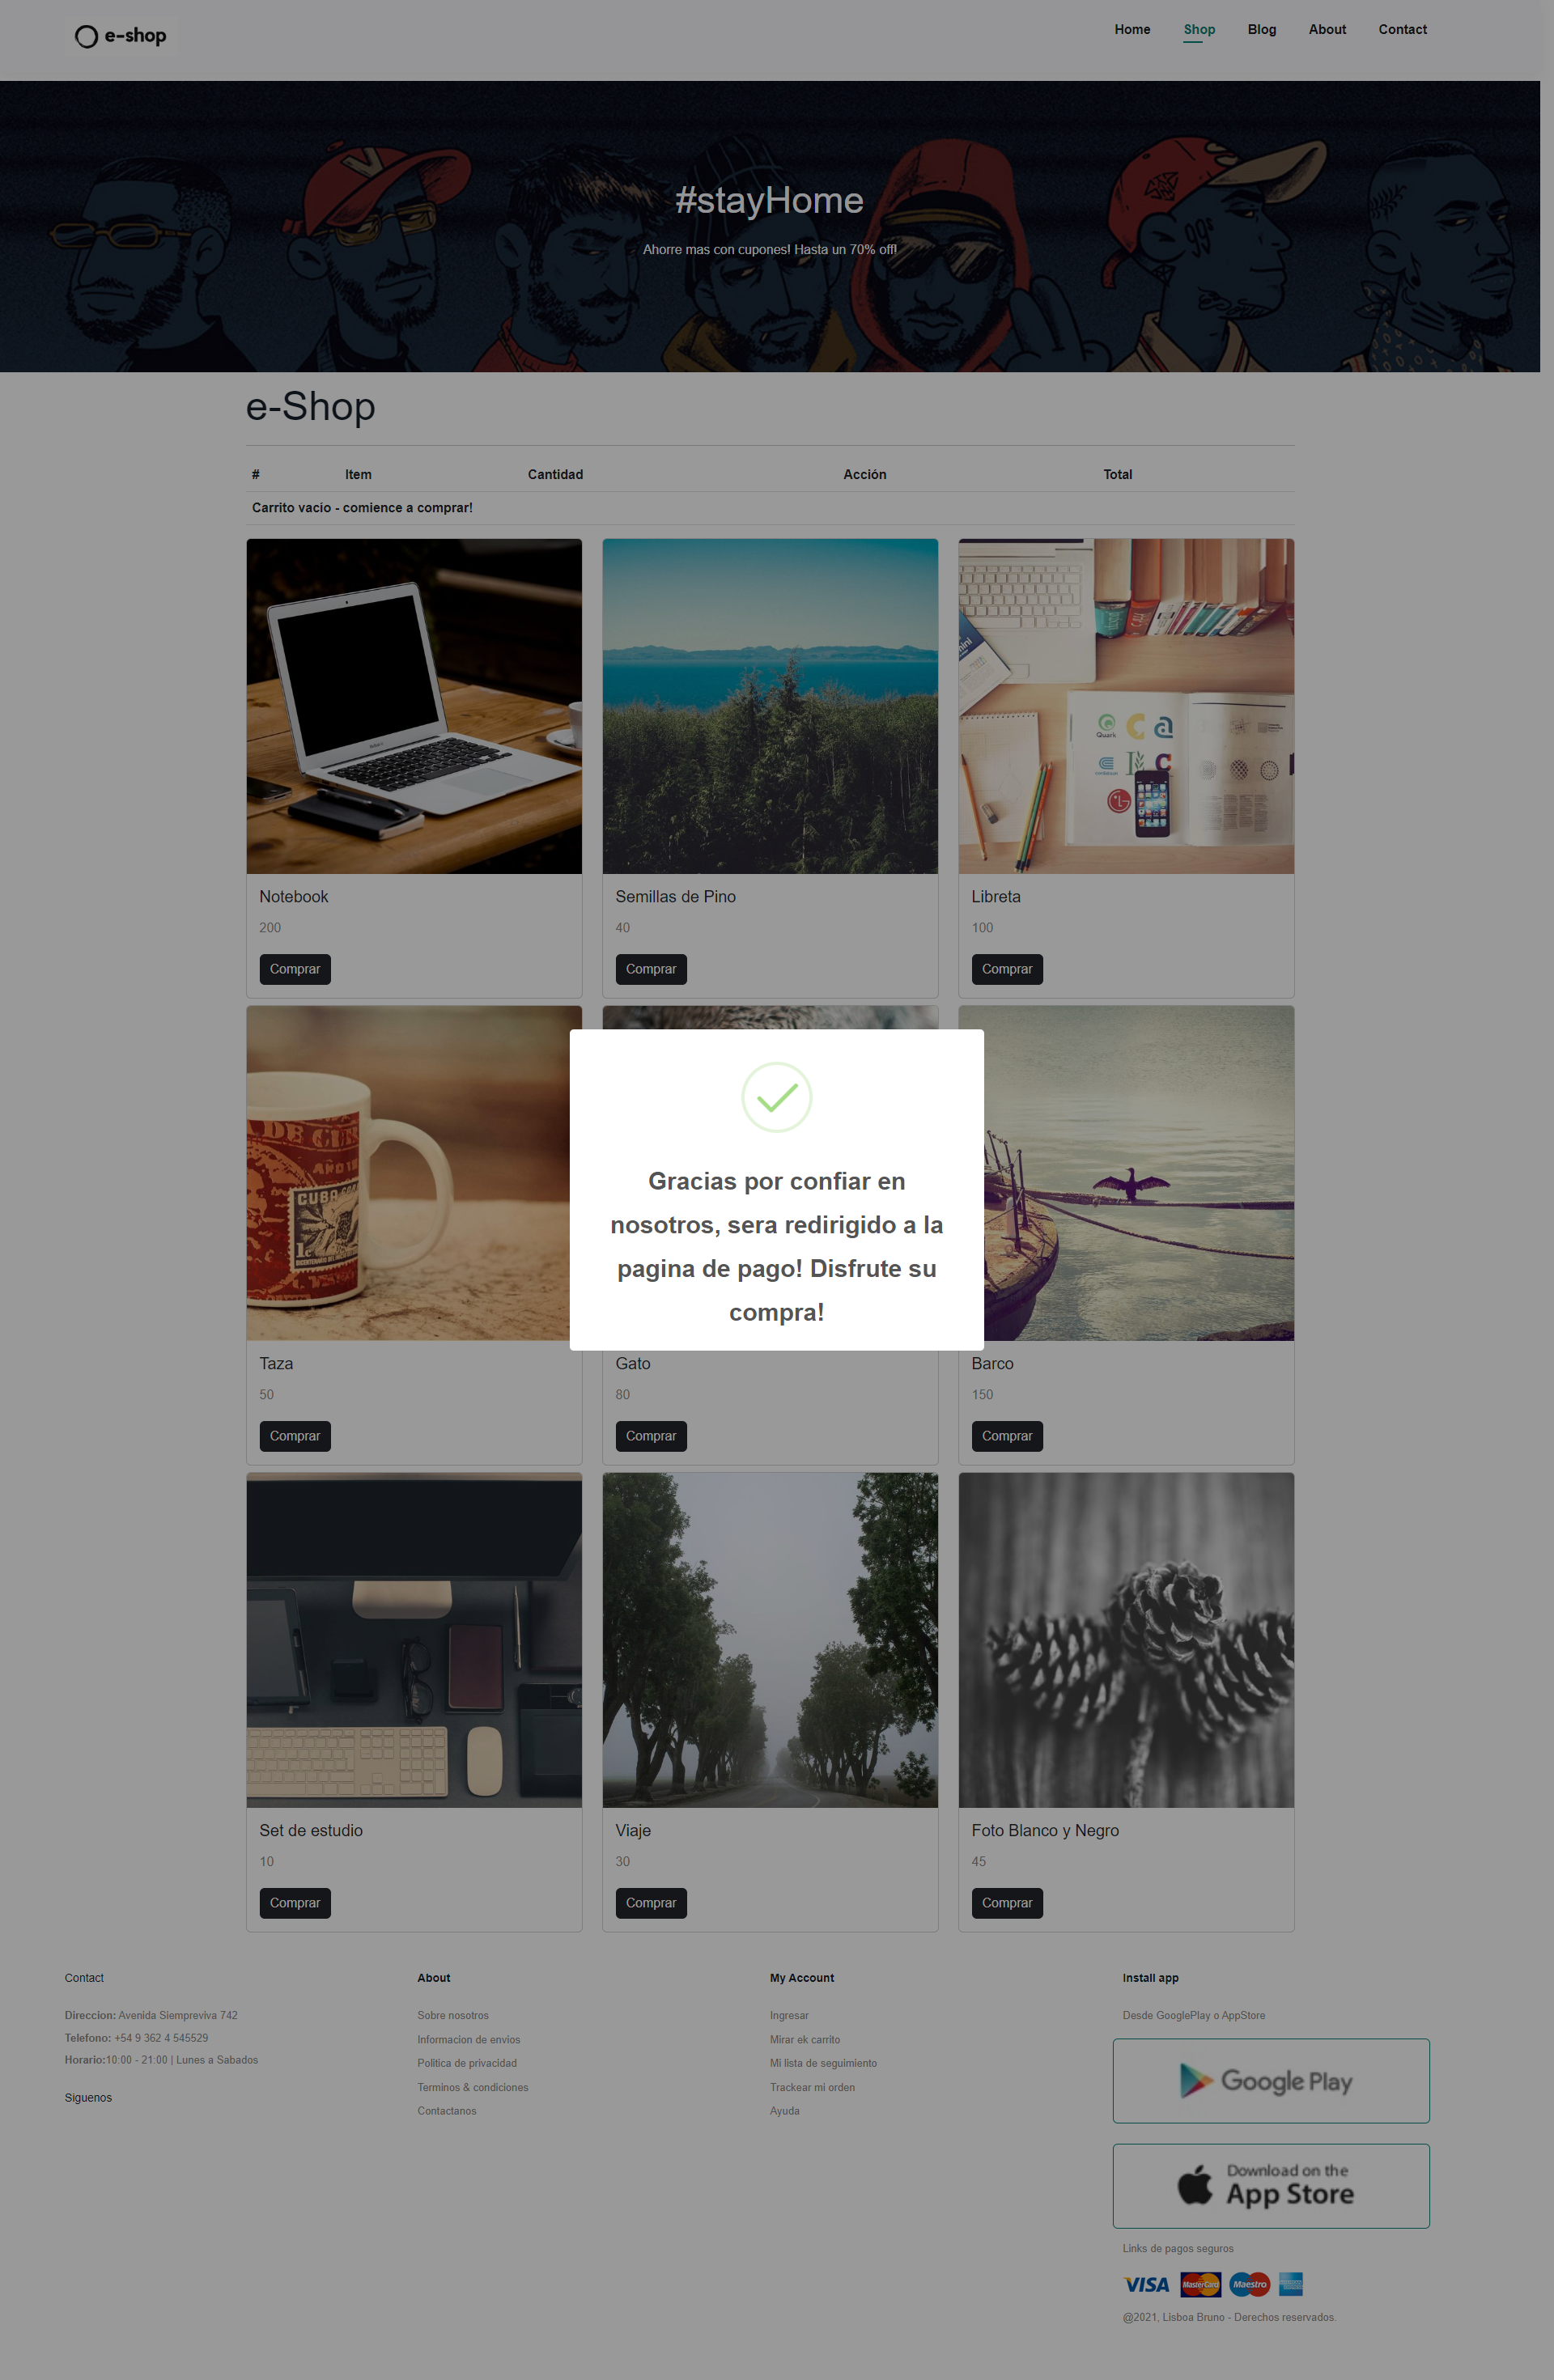 e-shop
Home Shop Blog About Contact
#stayHome
Ahorre mas con cupones! Hasta un 70% off!
e-Shop
# Item Cantidad Acción Total
Carrito vacio - comience a comprar!
Notebook
200
Comprar
Semillas de Pino
40
Comprar
Quark
Libreta
100
Comprar
CUBA
Taza
50
Comprar
Gracias por confiar en
nosotros, sera redirigido a la
pagina de pago! Disfrute su
compra!
Gato
80
Comprar
Barco
150
Comprar
Set de estudio
10
Comprar
Viaje
30
Comprar
Foto Blanco y Negro
45
Comprar
Contact
Direccion: Avenida Siempreviva 742
Telefono: +54 9 362 4 545529
Horario:10:00 - 21:00 | Lunes a Sabados
Siguenos
About
Sobre nosotros
Informacion de envios
Politica de privacidad
Terminos & condiciones
Contactanos
My Account
Ingresar
Mirar ek carrito
Mi lista de seguimiento
Trackear mi orden
Ayuda
Install app
Desde GooglePlay o AppStore
Google Play
Download on the
App Store
Links de pagos seguros
VISA MasterCard Maestro
@2021, Lisboa Bruno - Derechos reservados.